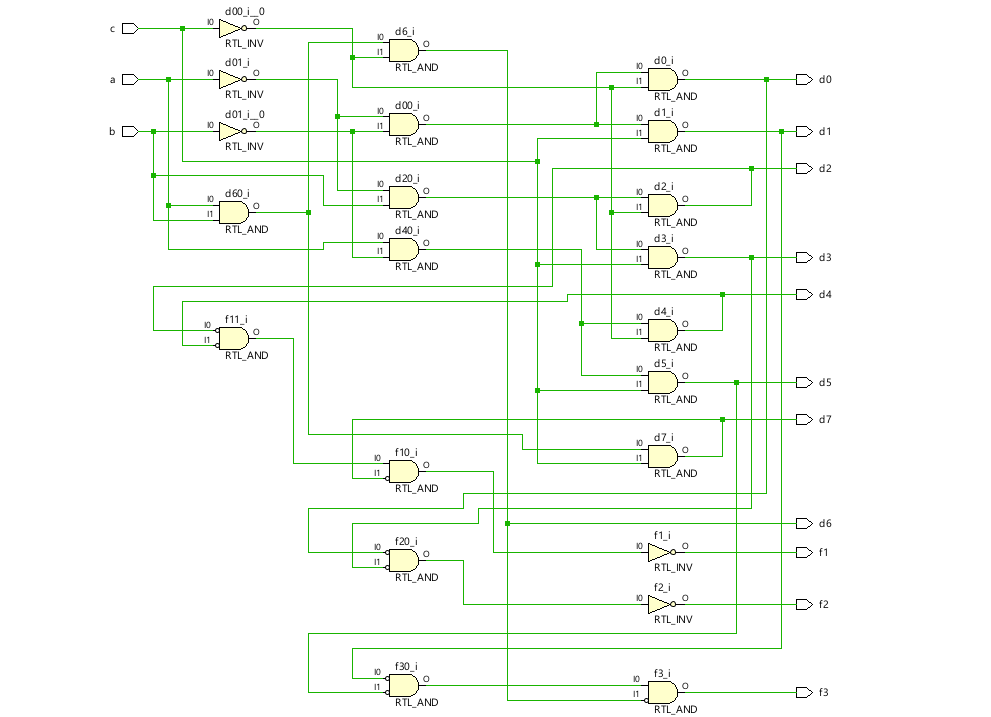 d00_i__0
c I0 O
RTL_INV
d6_i
I0 O
I1
RTL_AND
d01_i
a I0 O
RTL_INV
d0_i
I0 O d0
I1
RTL_AND
d00_i
I0 O
I1
RTL_AND
d01_i__0
b I0 O
RTL_INV
d1_i
I0 O d1
I1
RTL_AND
d2
d20_i
I0 O
I1
RTL_AND
d60_i
I0 O
I1
RTL_AND
d2_i
I0 O
I1
RTL_AND
d40_i
I0 O
I1
RTL_AND
d3_i
I0 O d3
I1
RTL_AND
d4
f11_i
I0 O
I1
RTL_AND
d4_i
I0 O
I1
RTL_AND
d5_i
I0 O d5
I1
RTL_AND
d7
d7_i
I0 O
I1
RTL_AND
f10_i
I0 O
I1
RTL_AND
d6
f20_i
I0 O
I1
RTL_AND
f1_i
I0 O f1
RTL_INV
f2_i
I0 O f2
RTL_INV
f30_i
I0 O
I1
RTL_AND
f3_i
I0 O f3
I1
RTL_AND